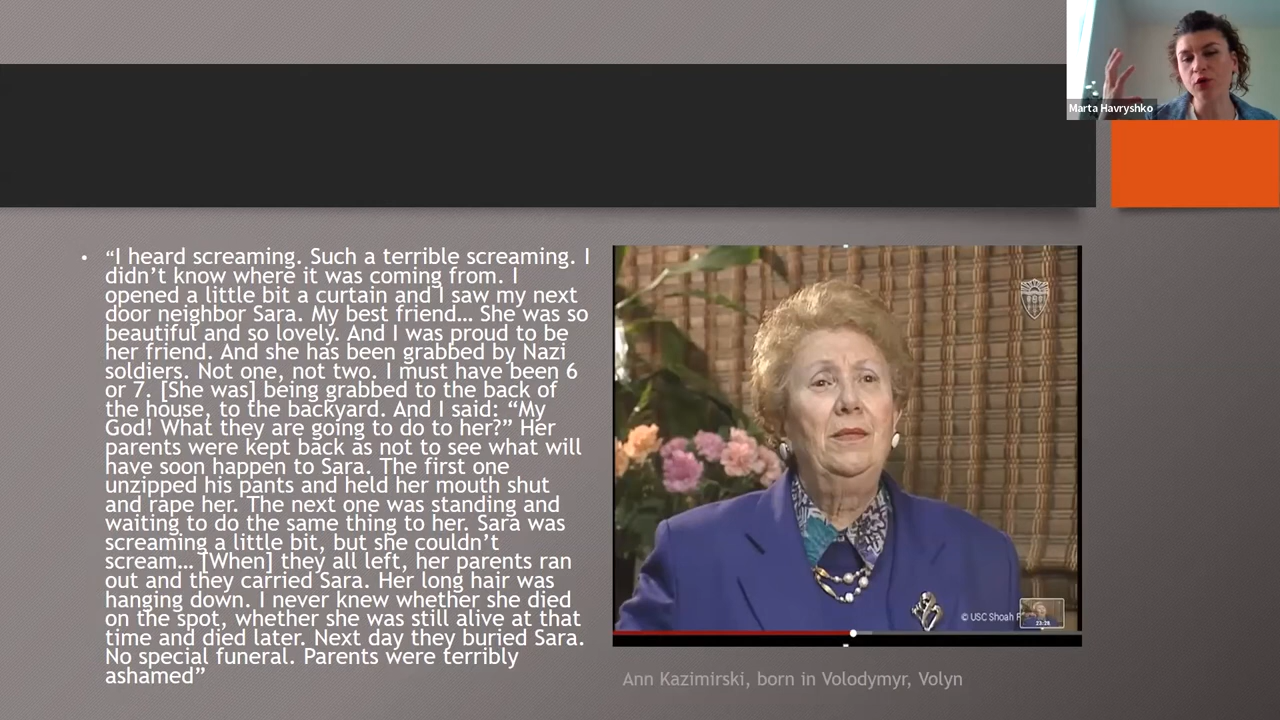 Marta Havryshko
• “I heard screaming. Such a terrible screaming. I
didn’t know where it was coming from. I
opened a little bit a curtain and I saw my next
door neighbor Sara. My best friend… She was so
beautiful and so lovely. And I was proud to be
her friend. And she has been grabbed by Nazi
soldiers. Not one, not two. I must have been 6
or 7. [She was] being grabbed to the back of
the house, to the backyard. And I said: “My
God! What they are going to do to her?” Her
parents were kept back as not to see what will
have soon happen to Sara. The first one
unzipped his pants and held her mouth shut
and rape her. The next one was standing and
waiting to do the same thing to her. Sara was
screaming a little bit, but she couldn’t
scream… [When] they all left, her parents ran
out and they carried Sara. Her long hair was
hanging down. I never knew whether she died
on the spot, whether she was still alive at that
time and died later. Next day they buried Sara.
No special funeral. Parents were terribly
ashamed”
© USC Shoah
23:28
Ann Kazimirski, born in Volodymyr, Volyn